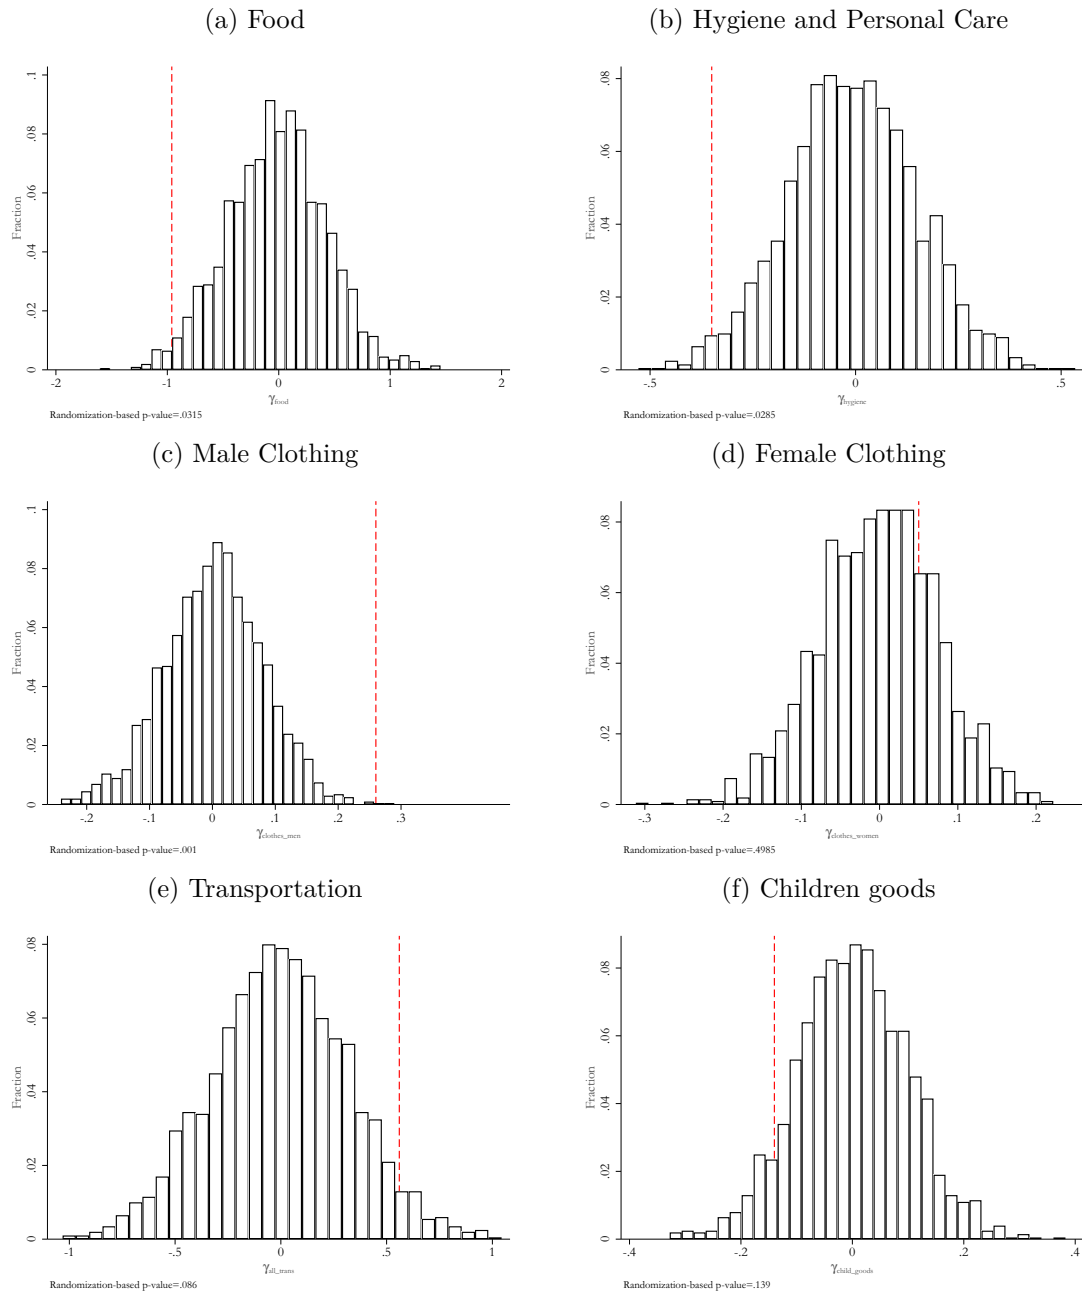 (a) Food
(b) Hygiene and Personal Care
Fraction
0 .02 .04 .06 .08 .1
-2 -1 0 1 2
γfood
Randomization-based p-value=.0315
Fraction
0 .02 .04 .06 .08
-.5 0 .5
γhygiene
Randomization-based p-value=.0285
(c) Male Clothing
(d) Female Clothing
Fraction
0 .02 .04 .06 .08 .1
-.2 -.1 0 .1 .2 .3
γclothes_men
Randomization-based p-value=.001
Fraction
0 .02 .04 .06 .08
-.3 -.2 -.1 0 .1 .2
γclothes_women
Randomization-based p-value=.4985
(e) Transportation
(f) Children goods
Fraction
0 .02 .04 .06 .08
-1 -.5 0 .5 1
γall_trans
Randomization-based p-value=.086
Fraction
0 .02 .04 .06 .08
-.4 -.2 0 .2 .4
γchild_goods
Randomization-based p-value=.139